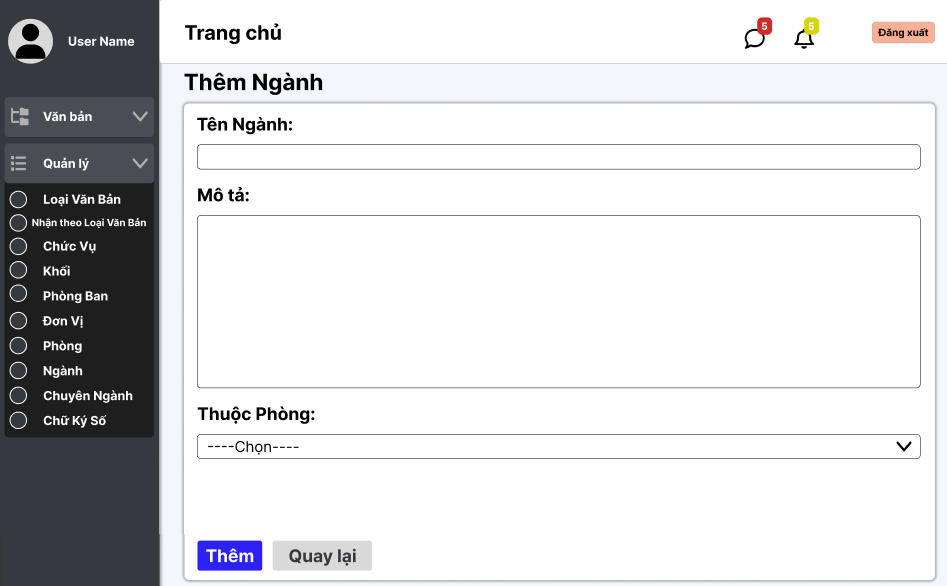 User Name
Trang chủ
5
5
Đăng xuất
Văn bản
Quản lý
Loại Văn Bản
Nhận theo Loại Văn Bản
Chức Vụ
Khối
Phòng Ban
Đơn Vị
Phòng
Ngành
Chuyên Ngành
Chữ Ký Số
Thêm Ngành
Tên Ngành:
Mô tả:
Thuộc Phòng:
----Chọn----
Thêm
Quay lại